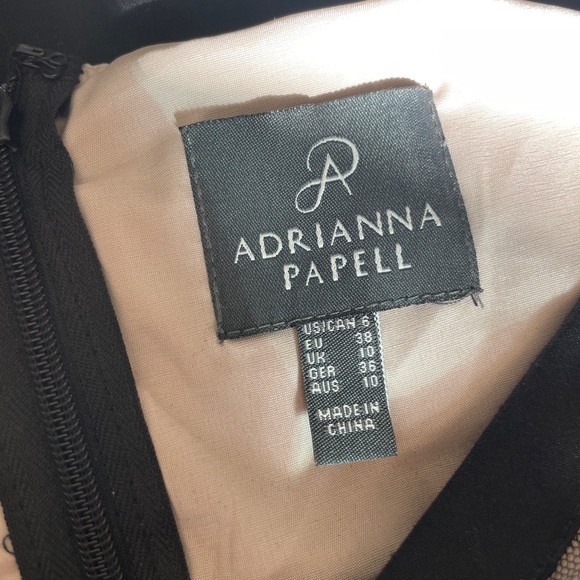 ADRIANNA
PAPELL
US/CAN 6
EU 38
UK 10
GER 36
AUS 10
MADE IN
CHINA